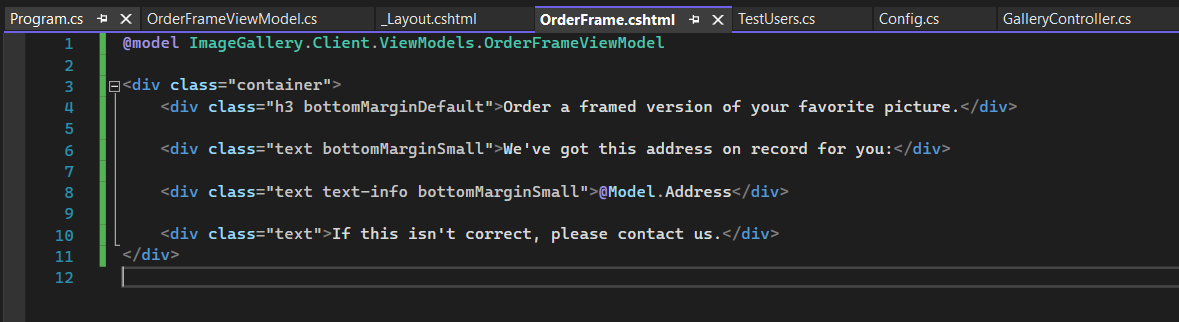 Program.cs OrderFrameViewModel.cs _Layout.cshtml OrderFrame.cshtml TestUsers.cs Config.cs GalleryController.cs
1 @model ImageGallery.Client.ViewModels.OrderFrameViewModel
2
3 <div class="container">
4 <div class="h3 bottomMarginDefault">Order a framed version of your favorite picture.</div>
5
6 <div class="text bottomMarginSmall">We've got this address on record for you:</div>
7
8 <div class="text text-info bottomMarginSmall">@Model.Address</div>
9
10 <div class="text">If this isn't correct, please contact us.</div>
11 </div>
12